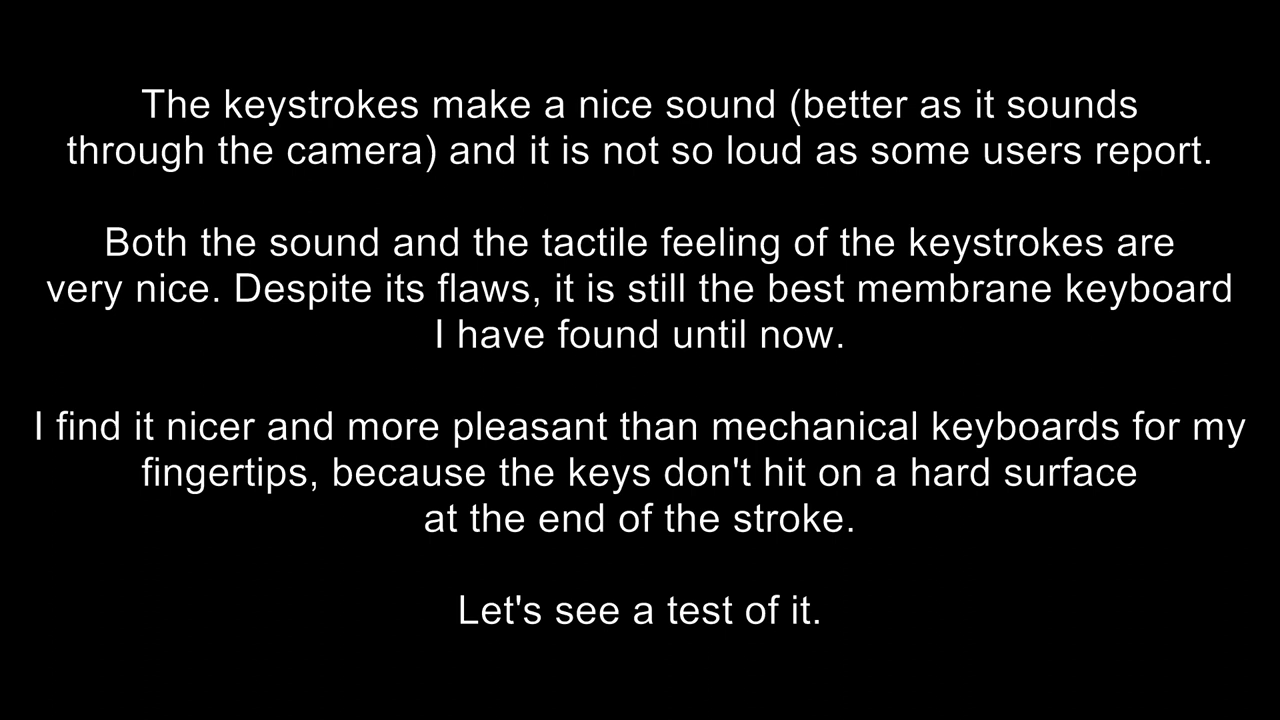 The keystrokes make a nice sound (better as it sounds
through the camera) and it is not so loud as some users report.
Both the sound and the tactile feeling of the keystrokes are
very nice. Despite its flaws, it is still the best membrane keyboard
I have found until now.
I find it nicer and more pleasant than mechanical keyboards for my
fingertips, because the keys don't hit on a hard surface
at the end of the stroke.
Let's see a test of it.